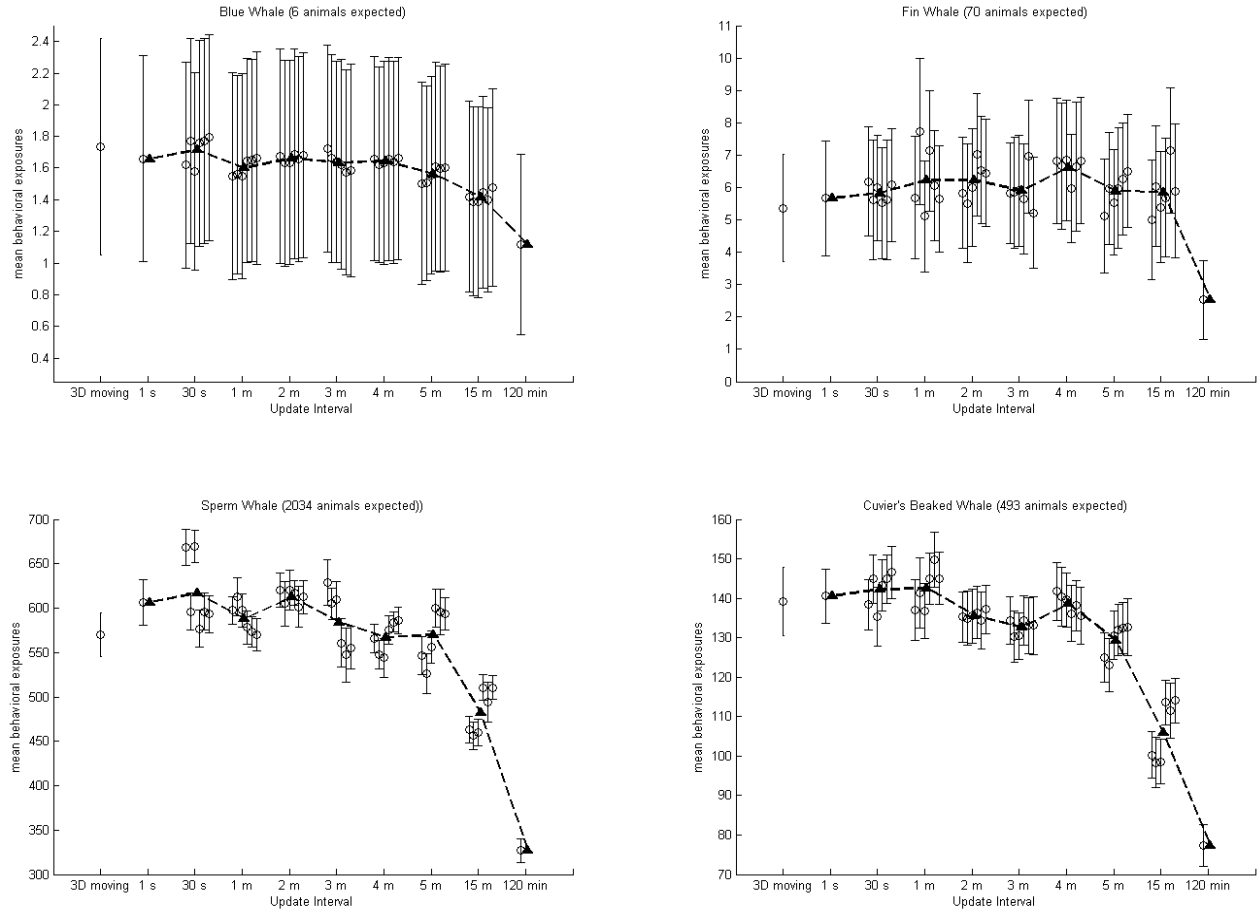 Blue Whale (6 animals expected)
mean behavioral exposures
2.4
2.2
2
1.8
1.6
1.4
1.2
1
0.8
0.6
0.4
3D moving 1 s 30 s 1 m 2 m 3 m 4 m 5 m 15 m 120 min
Update Interval
Fin Whale (70 animals expected)
mean behavioral exposures
11
10
9
8
7
6
5
4
3
2
1
0
3D moving 1 s 30 s 1 m 2 m 3 m 4 m 5 m 15 m 120 min
Update Interval
Sperm Whale (2034 animals expected))
mean behavioral exposures
700
650
600
550
500
450
400
350
300
3D moving 1 s 30 s 1 m 2 m 3 m 4 m 5 m 15 m 120 min
Update Interval
Cuvier's Beaked Whale (493 animals expected)
mean behavioral exposures
160
150
140
130
120
110
100
90
80
70
3D moving 1 s 30 s 1 m 2 m 3 m 4 m 5 m 15 m 120 min
Update Interval